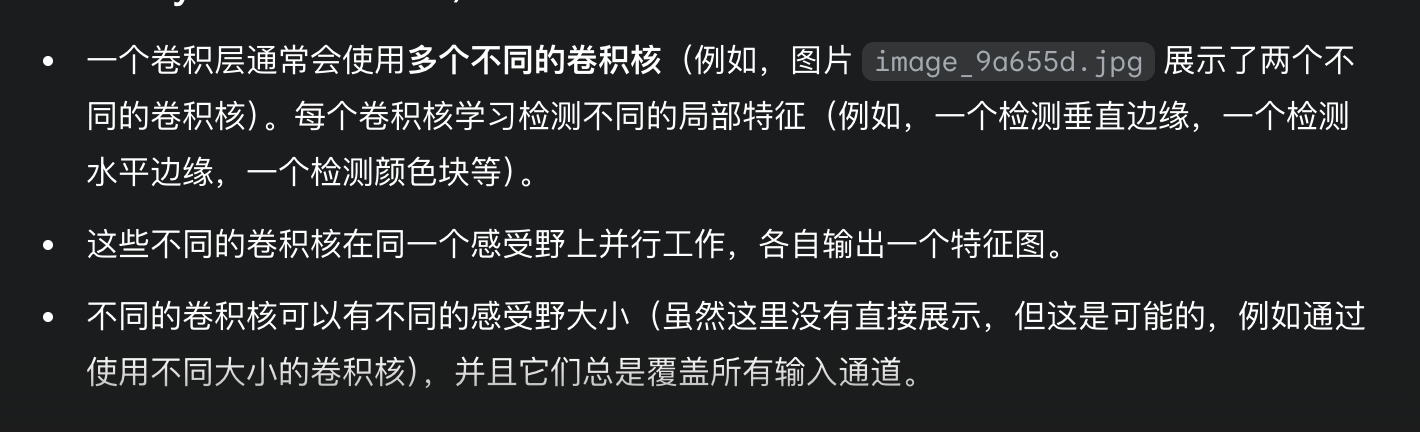 • 一个卷积层通常会使用多个不同的卷积核（例如，图片 image_9a655d.jpg 展示了两个不
同的卷积核）。每个卷积核学习检测不同的局部特征（例如，一个检测垂直边缘，一个检测
水平边缘，一个检测颜色块等）。
• 这些不同的卷积核在同一个感受野上并行工作，各自输出一个特征图。
• 不同的卷积核可以有不同的感受野大小（虽然这里没有直接展示，但这是可能的，例如通过
使用不同大小的卷积核），并且它们总是覆盖所有输入通道。